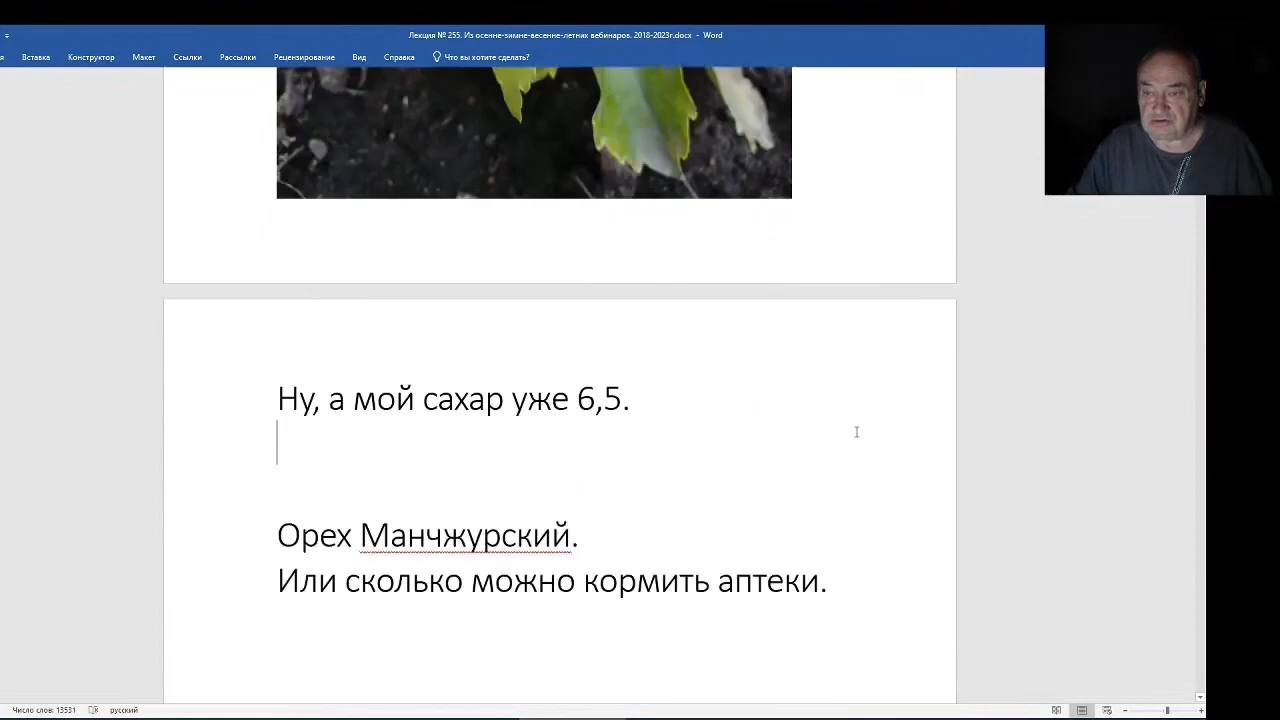 Лекция № 255. Из осенне-зимне-весенне-летних вебинаров. 2018-2023г.docx - Word
я Вставка Конструктор Макет Ссылки Рассылки Рецензирование Вид Справка Что вы хотите сделать?
Ну, а мой сахар уже 6,5.
Орех Манчжурский.
Или сколько можно кормить аптеки.
Число слов: 13531 русский